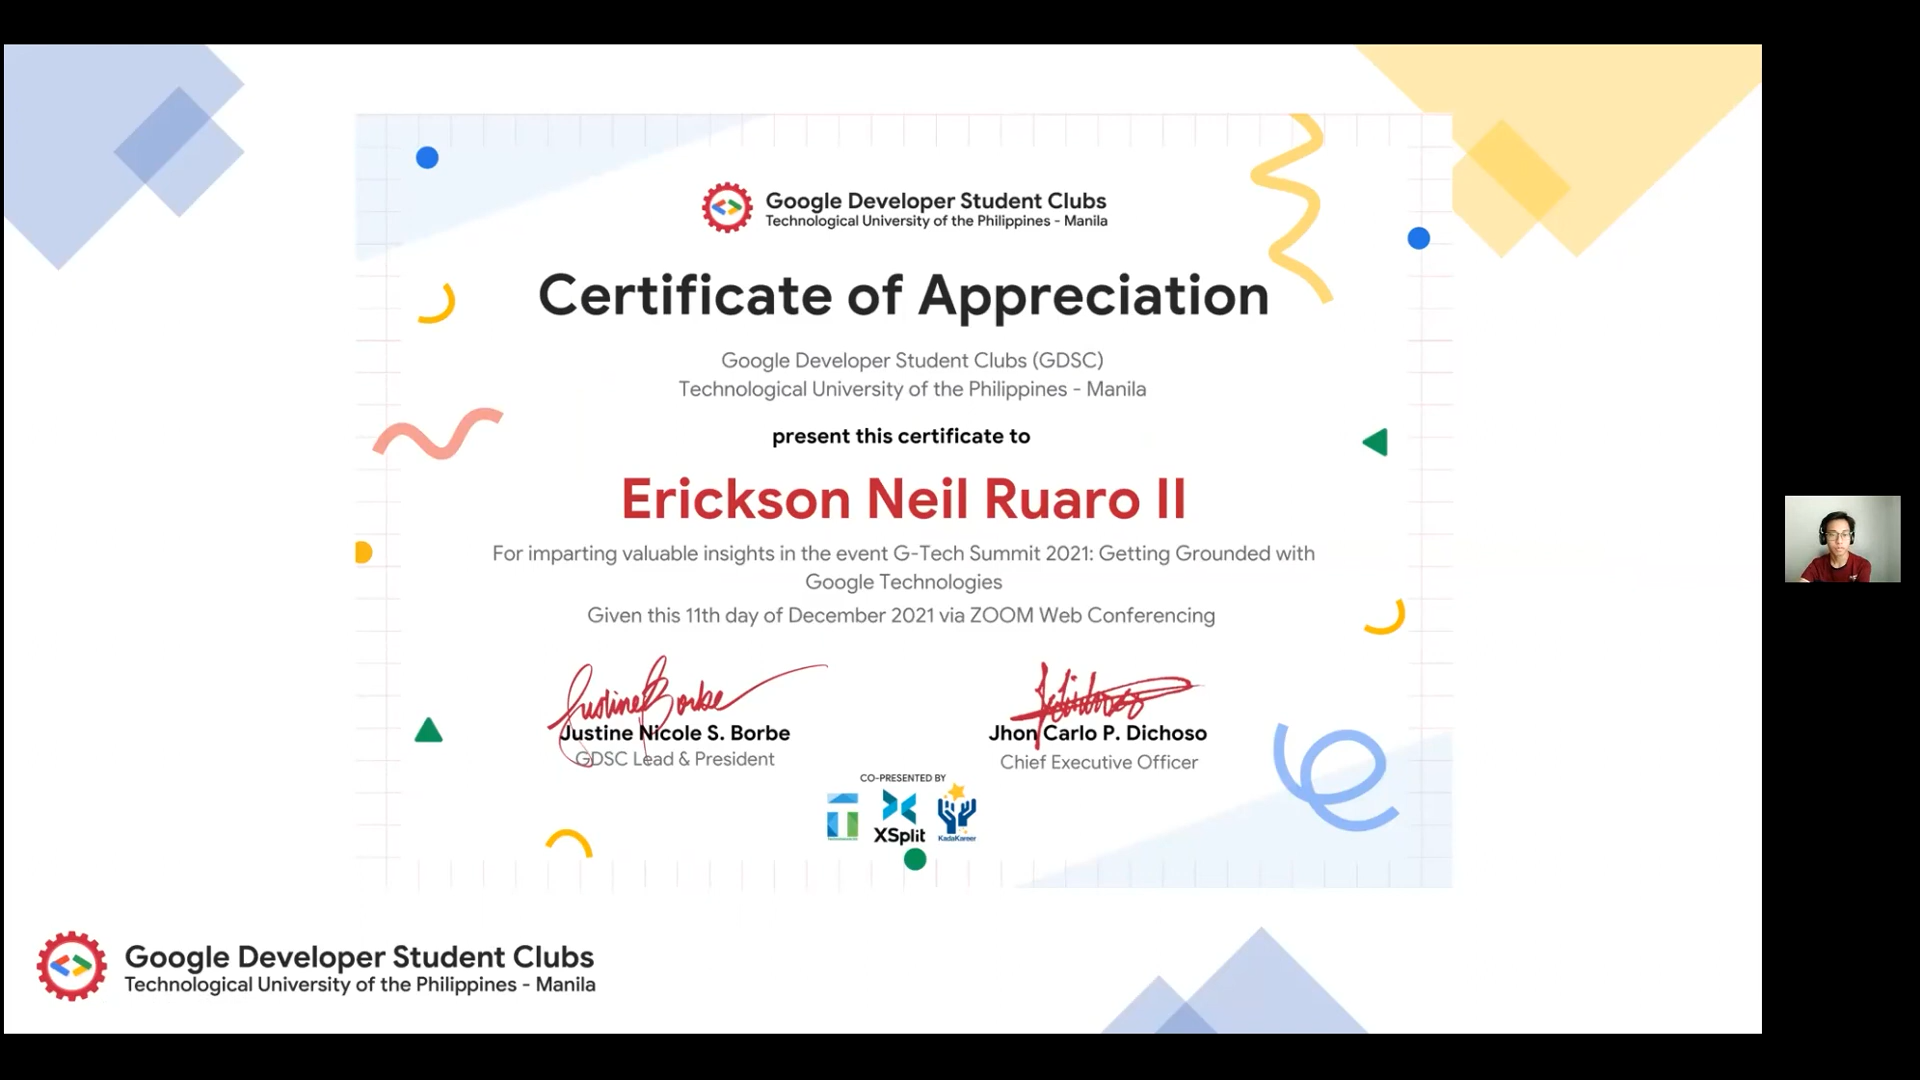 Google Developer Student Clubs
Technological University of the Philippines - Manila
Certificate of Appreciation
Google Developer Student Clubs (GDSC)
Technological University of the Philippines - Manila
present this certificate to
Erickson Neil Ruaro II
For imparting valuable insights in the event G-Tech Summit 2021: Getting Grounded with
Google Technologies
Given this 11th day of December 2021 via ZOOM Web Conferencing
Justine Borbe
Justine Nicole S. Borbe
Jhon Carlo P. Dichoso
GDSC Lead & President
Chief Executive Officer
CO-PRESENTED BY
XSplit
KadaKareer
Google Developer Student Clubs
Technological University of the Philippines - Manila